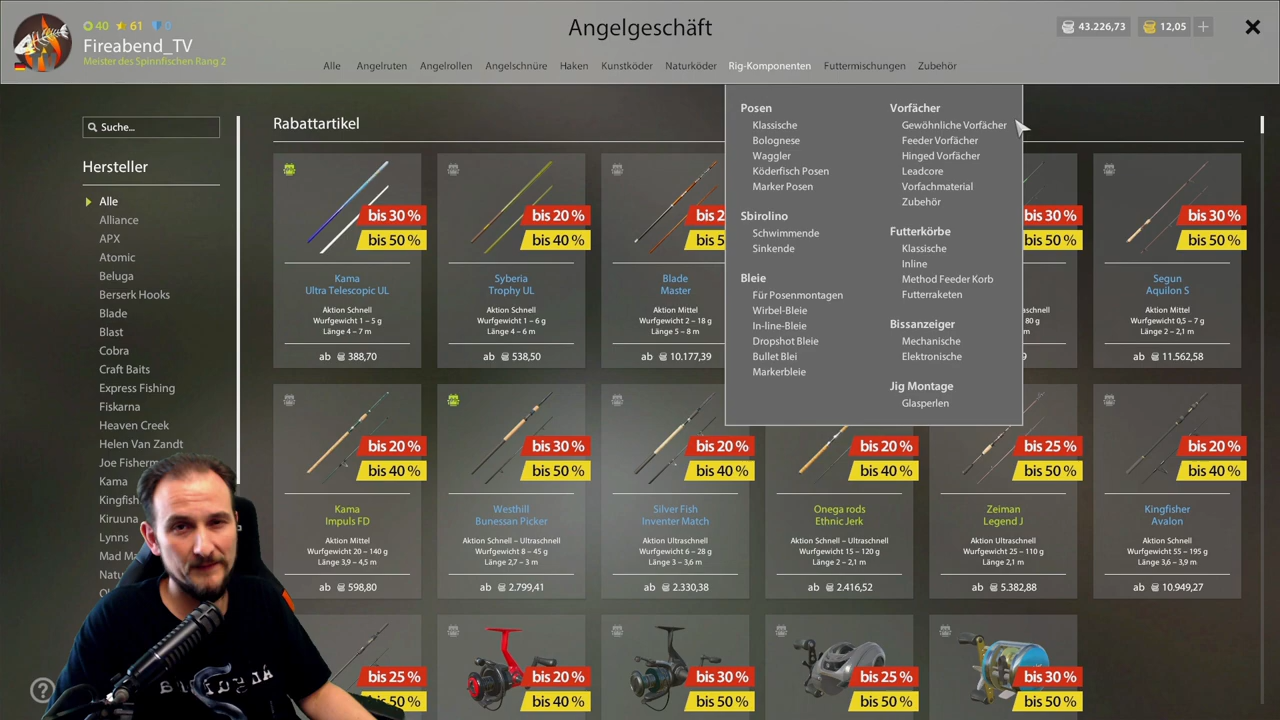 40 61 0
Fireabend_TV
Meister des Spinnfischen Rang 2
Angelgeschäft
43.226,73 12,05 +
Alle Angelruten Angelrollen Angelschnüre Haken Kunstköder Naturköder Rig-Komponenten Futtermischungen Zubehör
Suche...
Hersteller
Alle
Alliance
APX
Atomic
Beluga
Berserk Hooks
Blade
Blast
Cobra
Craft Baits
Express Fishing
Fiskarna
Heaven Creek
Helen Van Zandt
Joe Fisherm
Kama
Kingfish
Kiruuna
Lynns
Mad Ma
Natu
Rabattartikel
Posen
Klassische
Bolognese
Waggler
Köderfisch Posen
Marker Posen
Sbirolino
Schwimmende
Sinkende
Bleie
Für Posenmontagen
Wirbel-Bleie
In-line-Bleie
Dropshot Bleie
Bullet Blei
Markerbleie
Vorfächer
Gewöhnliche Vorfächer
Feeder Vorfächer
Hinged Vorfächer
Leadcore
Vorfachmaterial
Zubehör
Futterkörbe
Klassische
Inline
Method Feeder Korb
Futterraketen
Bissanzeiger
Mechanische
Elektronische
Jig Montage
Glasperlen
bis 30 %
bis 50 %
Kama
Ultra Telescopic UL
Aktion Schnell
Wurfgewicht 1 – 5 g
Länge 4 – 7 m
ab 388,70
bis 20 %
bis 40 %
Syberia
Trophy UL
Aktion Schnell
Wurfgewicht 1 – 6 g
Länge 4 – 6 m
ab 538,50
bis 2
bis 5
Blade
Master
Aktion Mittel
Wurfgewicht 2 – 18 g
Länge 5 – 8 m
ab 10.177,39
80 g
9
bis 30 %
bis 50 %
Segun
Aquilon S
Aktion Mittel
Wurfgewicht 0,5 – 7 g
Länge 2 – 2,1 m
ab 11.562,58
bis 20 %
bis 40 %
Kama
Impuls FD
Aktion Mittel
Wurfgewicht 20 – 140 g
Länge 3,9 – 4,5 m
ab 598,80
bis 30 %
bis 50 %
Westhill
Bunessan Picker
Aktion Schnell – Ultraschnell
Wurfgewicht 8 – 45 g
Länge 2,7 – 3 m
ab 2.799,41
bis 20 %
bis 40 %
Silver Fish
Inventer Match
Aktion Ultraschnell
Wurfgewicht 6 – 28 g
Länge 3 – 3,6 m
ab 2.330,38
bis 20 %
bis 40 %
Onega rods
Ethnic Jerk
Aktion Schnell – Ultraschnell
Wurfgewicht 15 – 120 g
Länge 2 – 2,1 m
ab 2.416,52
bis 25 %
bis 50 %
Zeiman
Legend J
Aktion Ultraschnell
Wurfgewicht 25 – 110 g
Länge 2,1 m
ab 5.382,88
bis 20 %
bis 40 %
Kingfisher
Avalon
Aktion Schnell
Wurfgewicht 55 – 195 g
Länge 3,6 – 3,9 m
ab 10.949,27
bis 25 %
bis 50 %
bis 20 %
bis 40 %
bis 30 %
bis 50 %
bis 25 %
bis 50 %
bis 30 %
bis 50 %
?